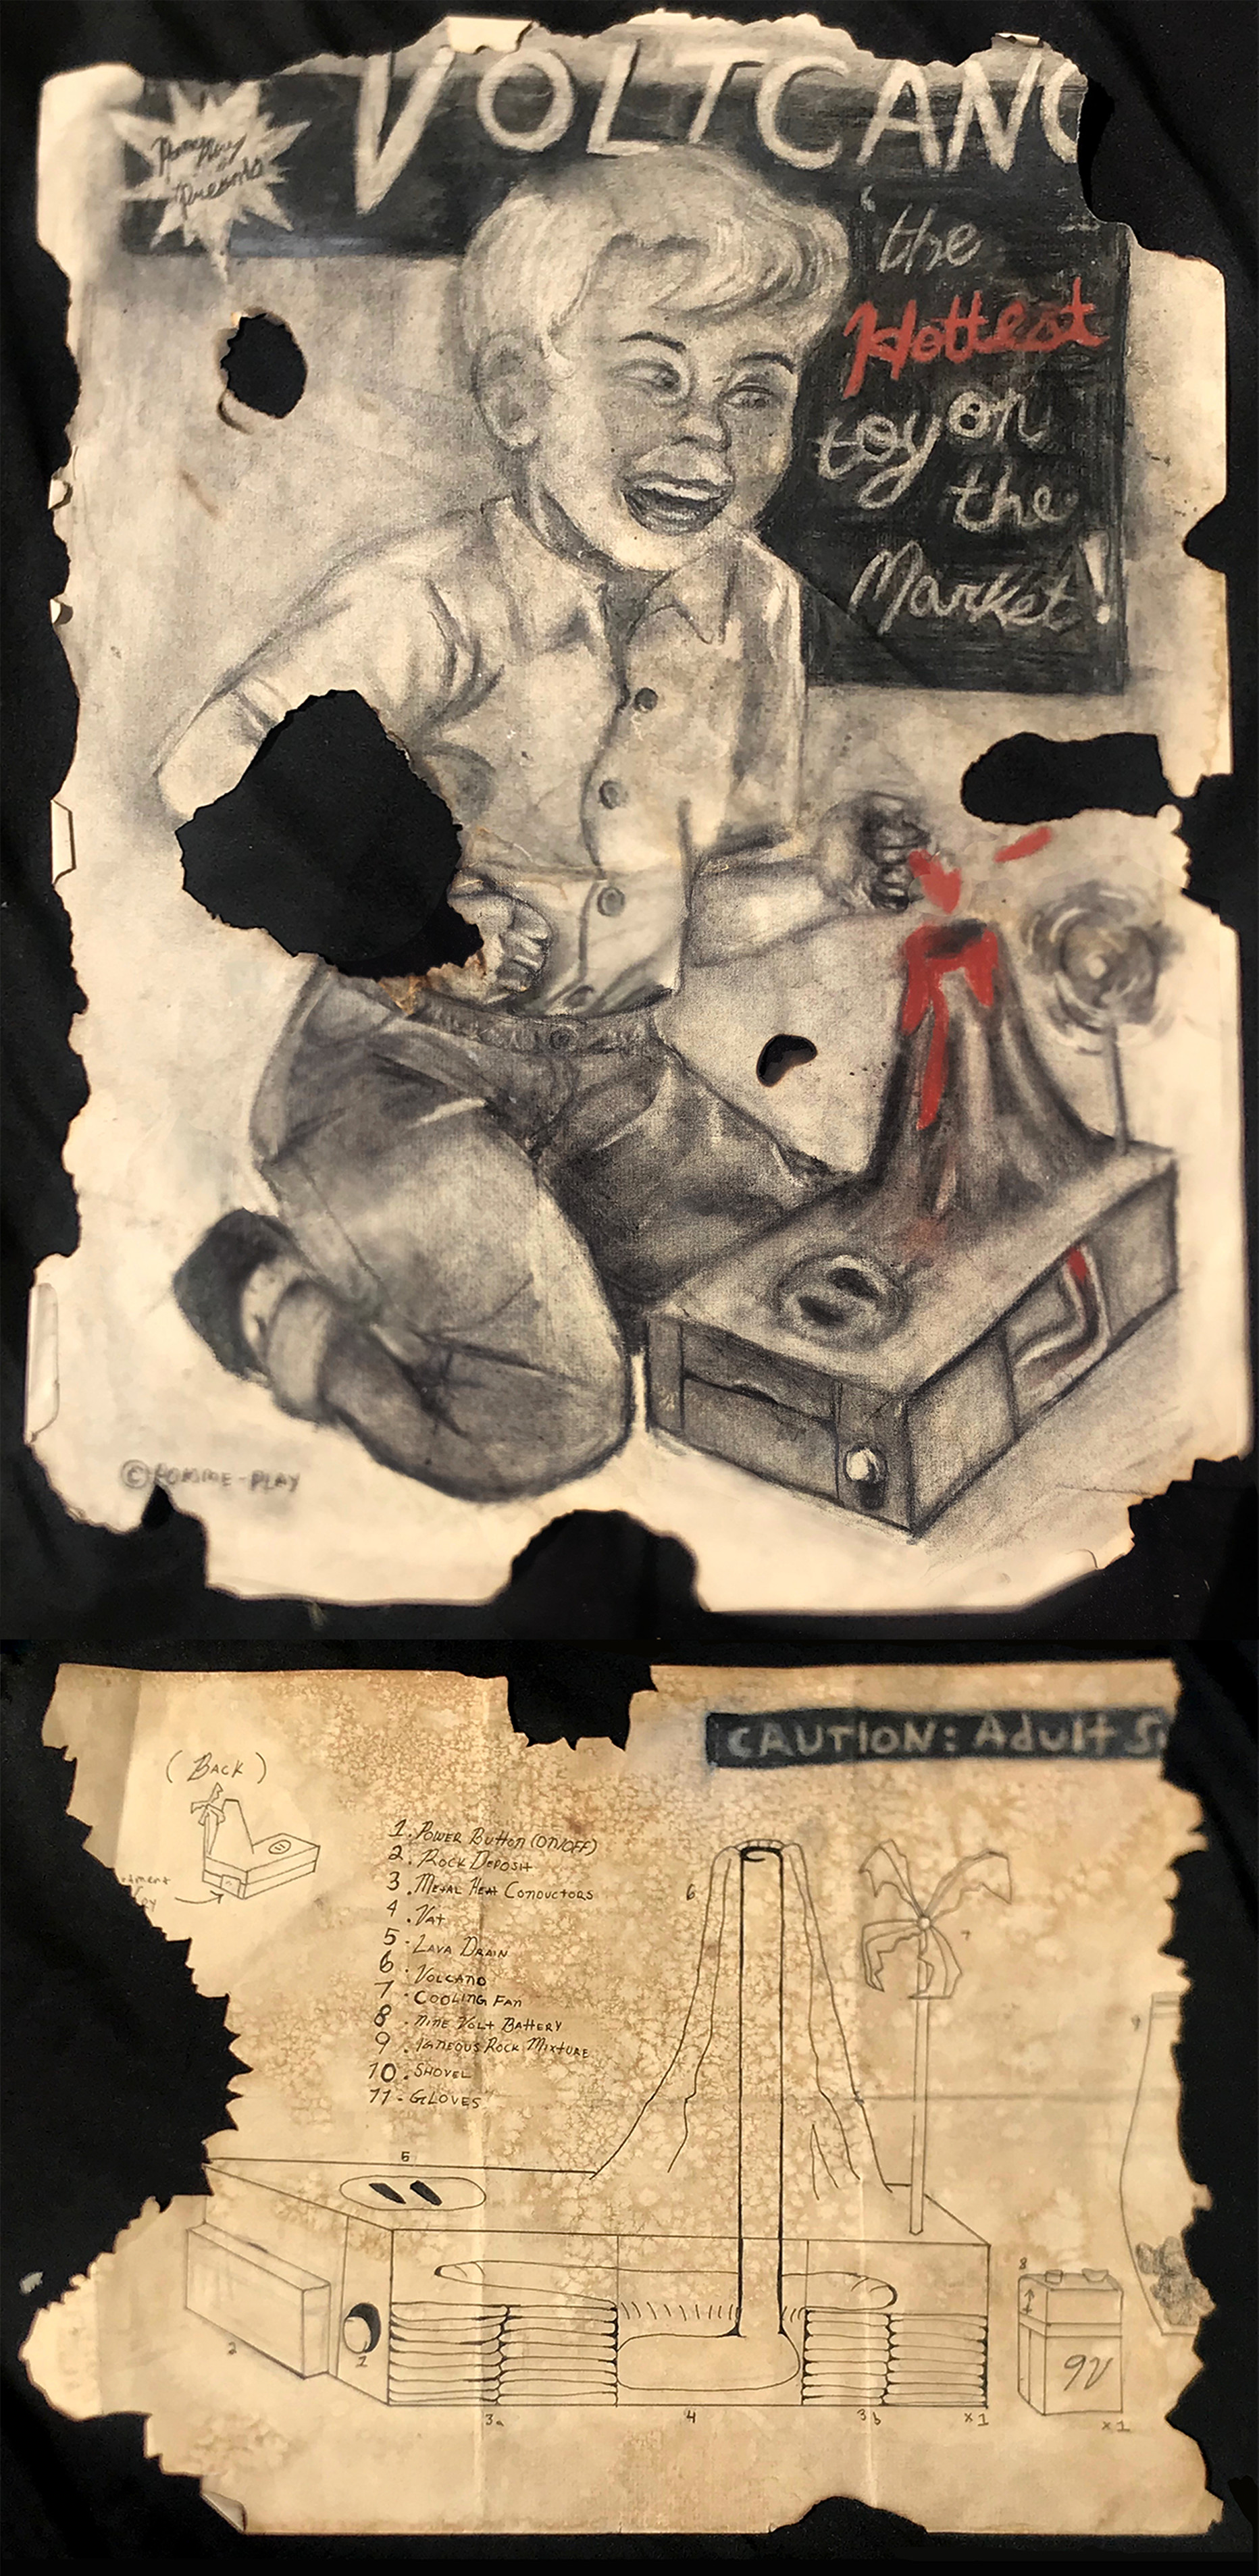 VOLTCANO
Presents
the
Hottest
toy on
the
Market!
© POMME-PLAY
CAUTION: Adult S
(BACK)
1. POWER BUTTON (ON/OFF)
2. ROCK DEPOSIT
3. METAL HEAT CONDUCTORS
4. VAT
5. LAVA DRAIN
6. VOLCANO
7. COOLING FAN
8. NINE VOLT BATTERY
9. IGNEOUS ROCK MIXTURE
10. SHOVEL
11. GLOVES
6
7
9
5
8
9V
2
1
3a
4
3b
x1
x1